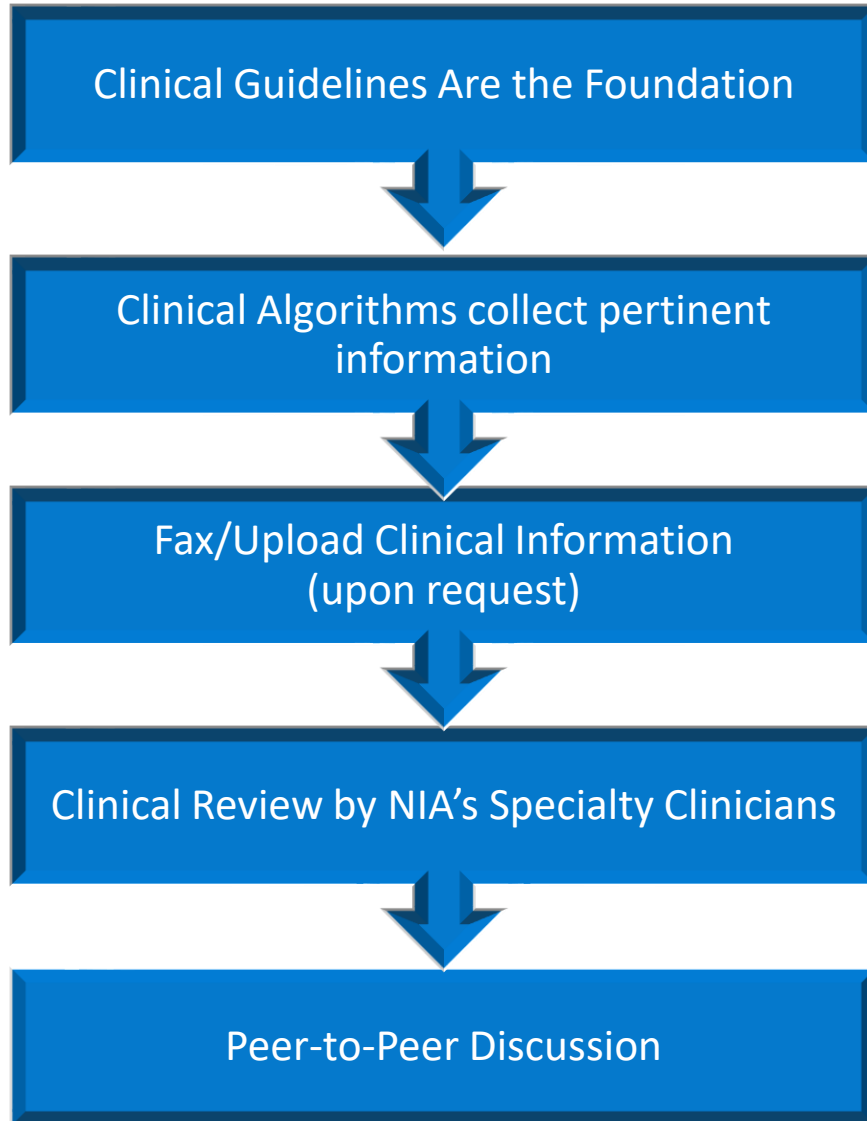 Clinical Guidelines Are the Foundation
Clinical Algorithms collect pertinent
information
Fax/Upload Clinical Information
(upon request)
Clinical Review by NIA’s Specialty Clinicians
Peer-to-Peer Discussion